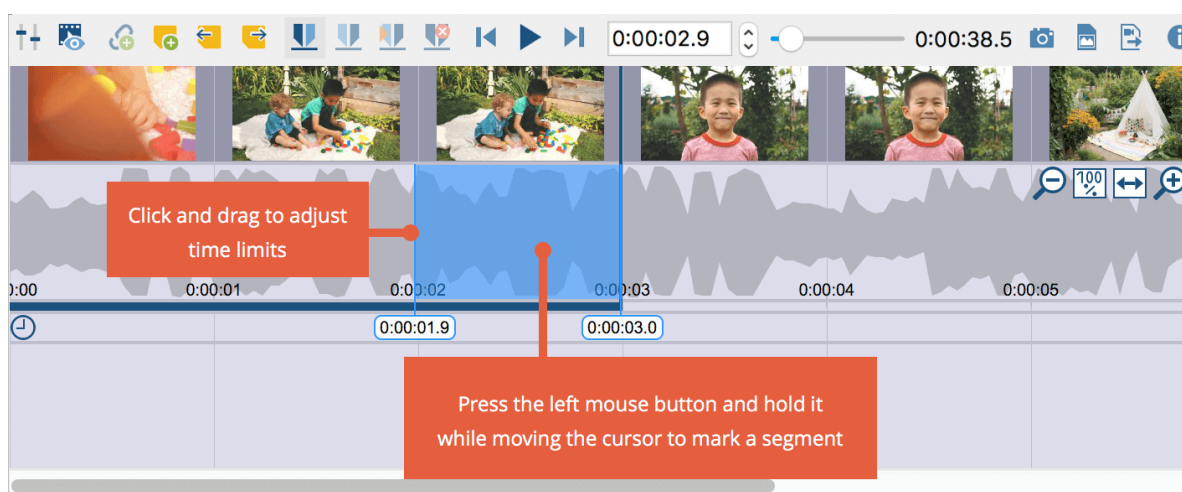 0:00:02.9
0:00:38.5
100
%
Click and drag to adjust
time limits
0:00:01
0:00:02
0:00:03
0:00:04
0:00:05
0:00:01.9
0:00:03.0
Press the left mouse button and hold it
while moving the cursor to mark a segment